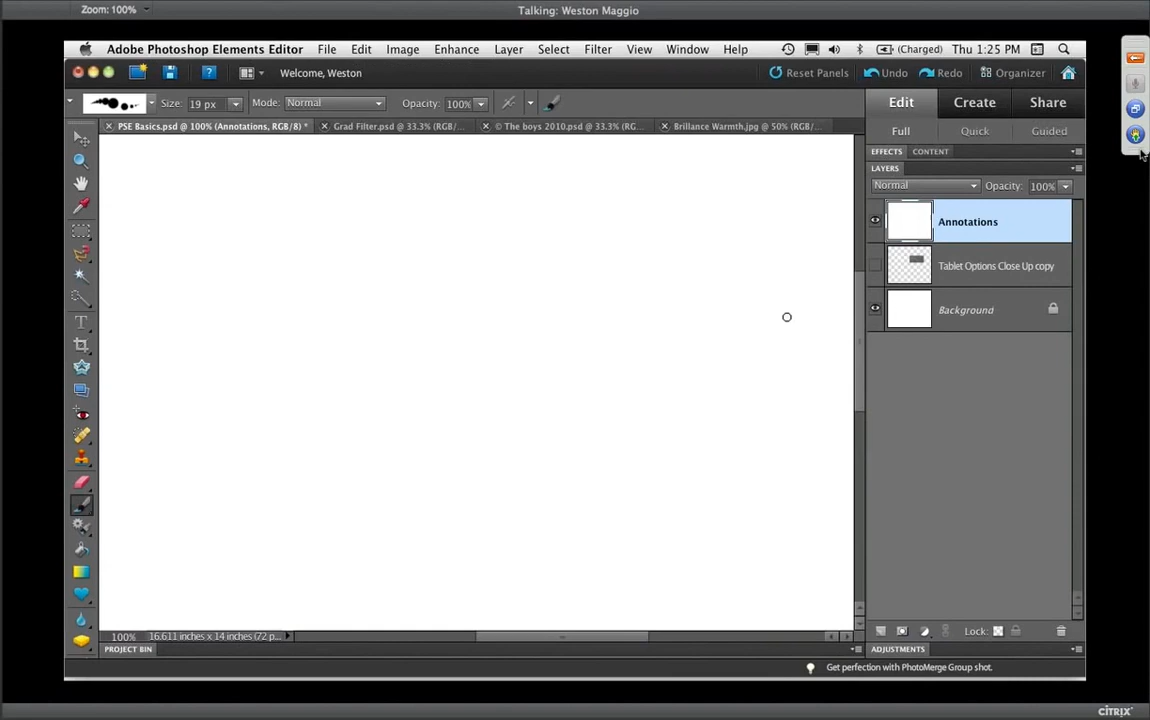 Zoom: 100%
Talking: Weston Maggio
Adobe Photoshop Elements Editor File Edit Image Enhance Layer Select Filter View Window Help (Charged) Thu 1:25 PM
Welcome, Weston
Reset Panels Undo Redo Organizer
Size: 19 px Mode: Normal Opacity: 100%
Edit Create Share
PSE Basics.psd @ 100% (Annotations, RGB/8) * Grad Filter.psd @ 33.3% (RGB/... © The boys 2010.psd @ 33.3% (RG... Brillance Warmth.jpg @ 50% (RGB/...
Full Quick Guided
EFFECTS CONTENT
LAYERS
Normal Opacity: 100%
Annotations
Tablet Options Close Up copy
Background
T
Lock:
100% 16.611 inches x 14 inches (72 p...
PROJECT BIN
ADJUSTMENTS
Get perfection with PhotoMerge Group shot.
CITRIX